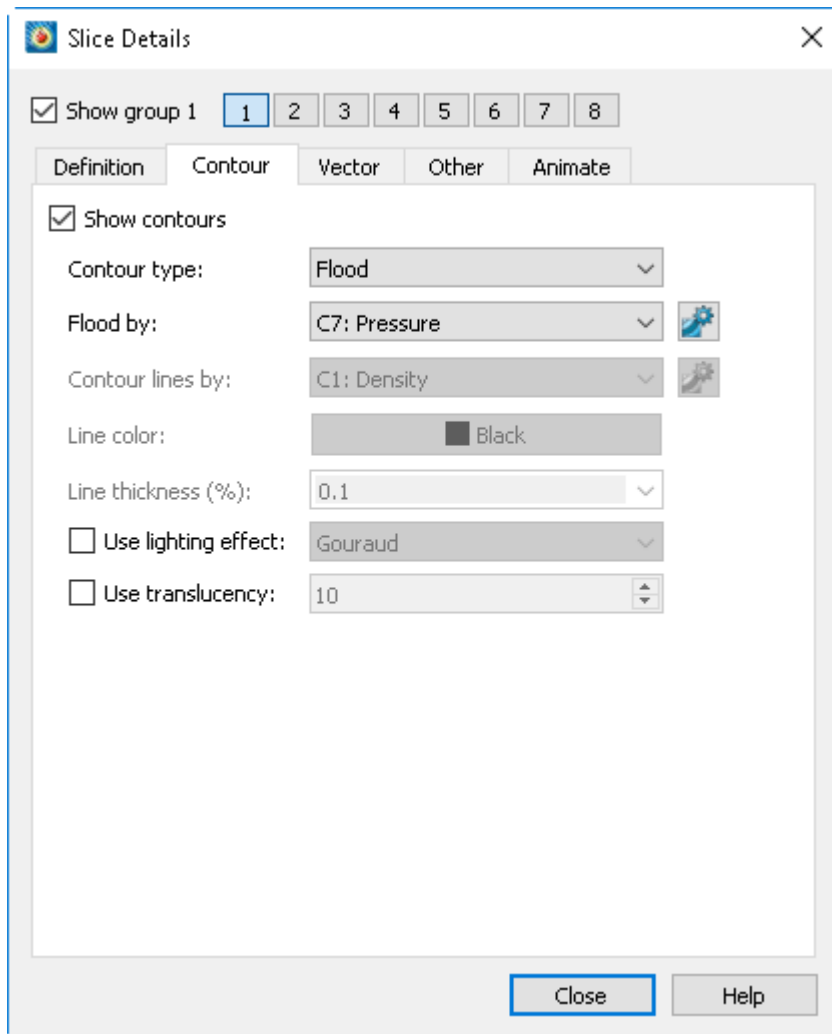 Slice Details
Show group 1 1 2 3 4 5 6 7 8
Definition Contour Vector Other Animate
Show contours
Contour type: Flood
Flood by: C7: Pressure
Contour lines by: C1: Density
Line color: Black
Line thickness (%): 0.1
Use lighting effect: Gouraud
Use translucency: 10
Close Help